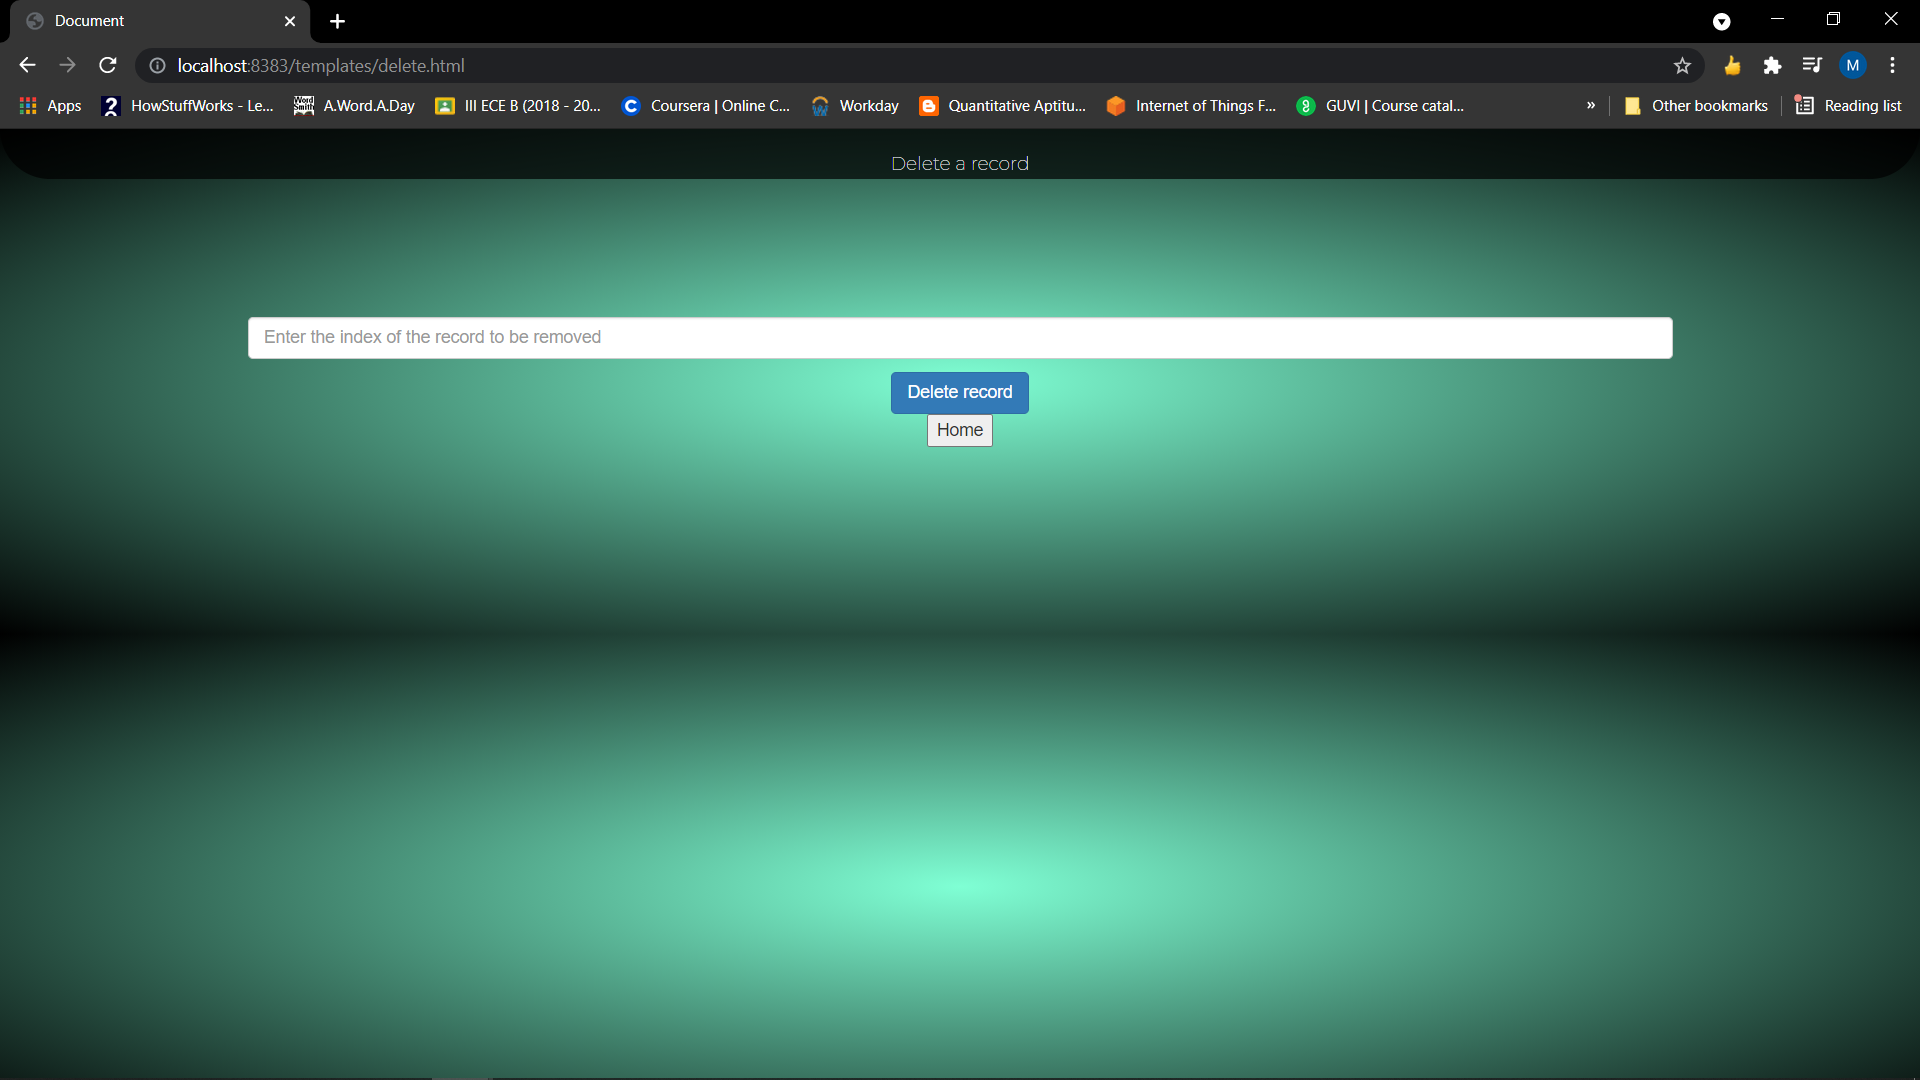 Document
localhost:8383/templates/delete.html
M
Apps
HowStuffWorks - Le...
Word Smith
A.Word.A.Day
III ECE B (2018 - 20...
Coursera | Online C...
Workday
Quantitative Aptitu...
Internet of Things F...
GUVI | Course catal...
»
Other bookmarks
Reading list
Delete a record
Enter the index of the record to be removed
Delete record
Home